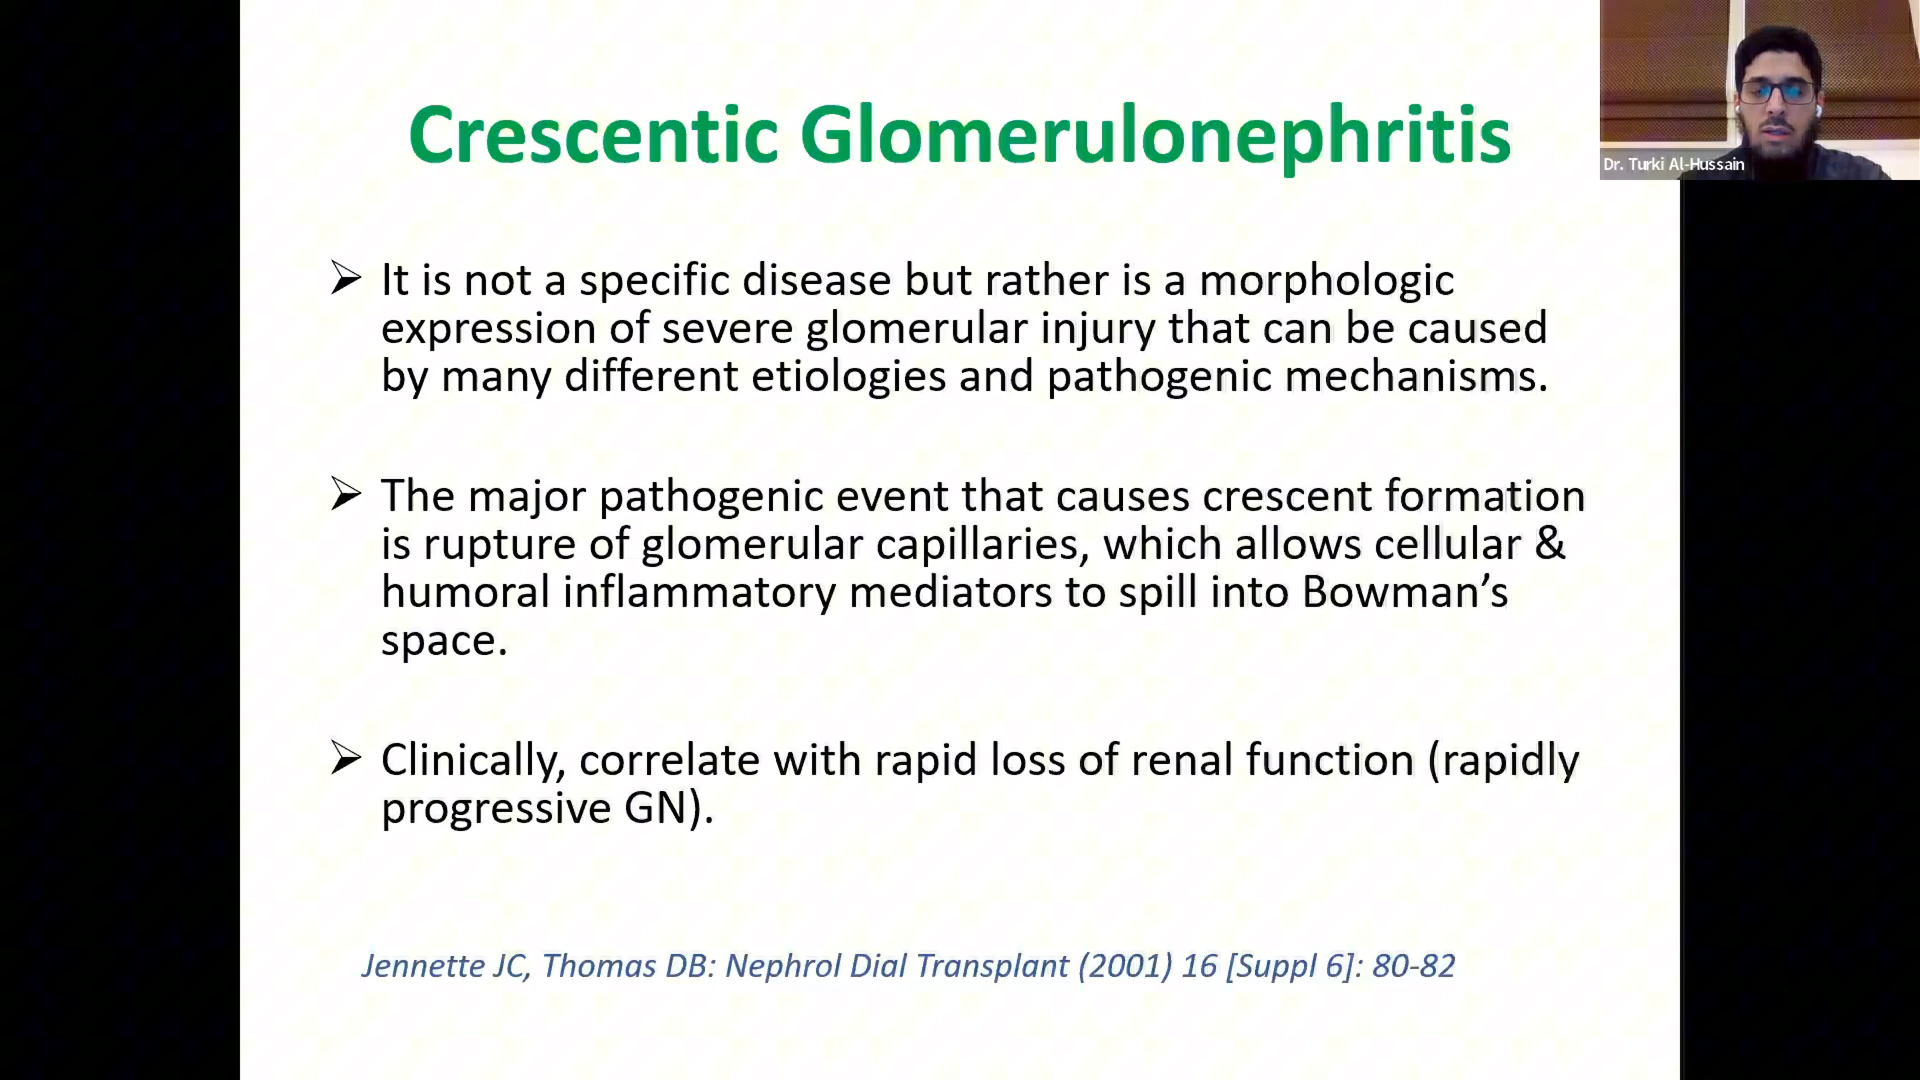 Crescentic Glomerulonephritis
Dr. Turki Al-Hussain
➢ It is not a specific disease but rather is a morphologic
expression of severe glomerular injury that can be caused
by many different etiologies and pathogenic mechanisms.
➢ The major pathogenic event that causes crescent formation
is rupture of glomerular capillaries, which allows cellular &
humoral inflammatory mediators to spill into Bowman’s
space.
➢ Clinically, correlate with rapid loss of renal function (rapidly
progressive GN).
Jennette JC, Thomas DB: Nephrol Dial Transplant (2001) 16 [Suppl 6]: 80-82